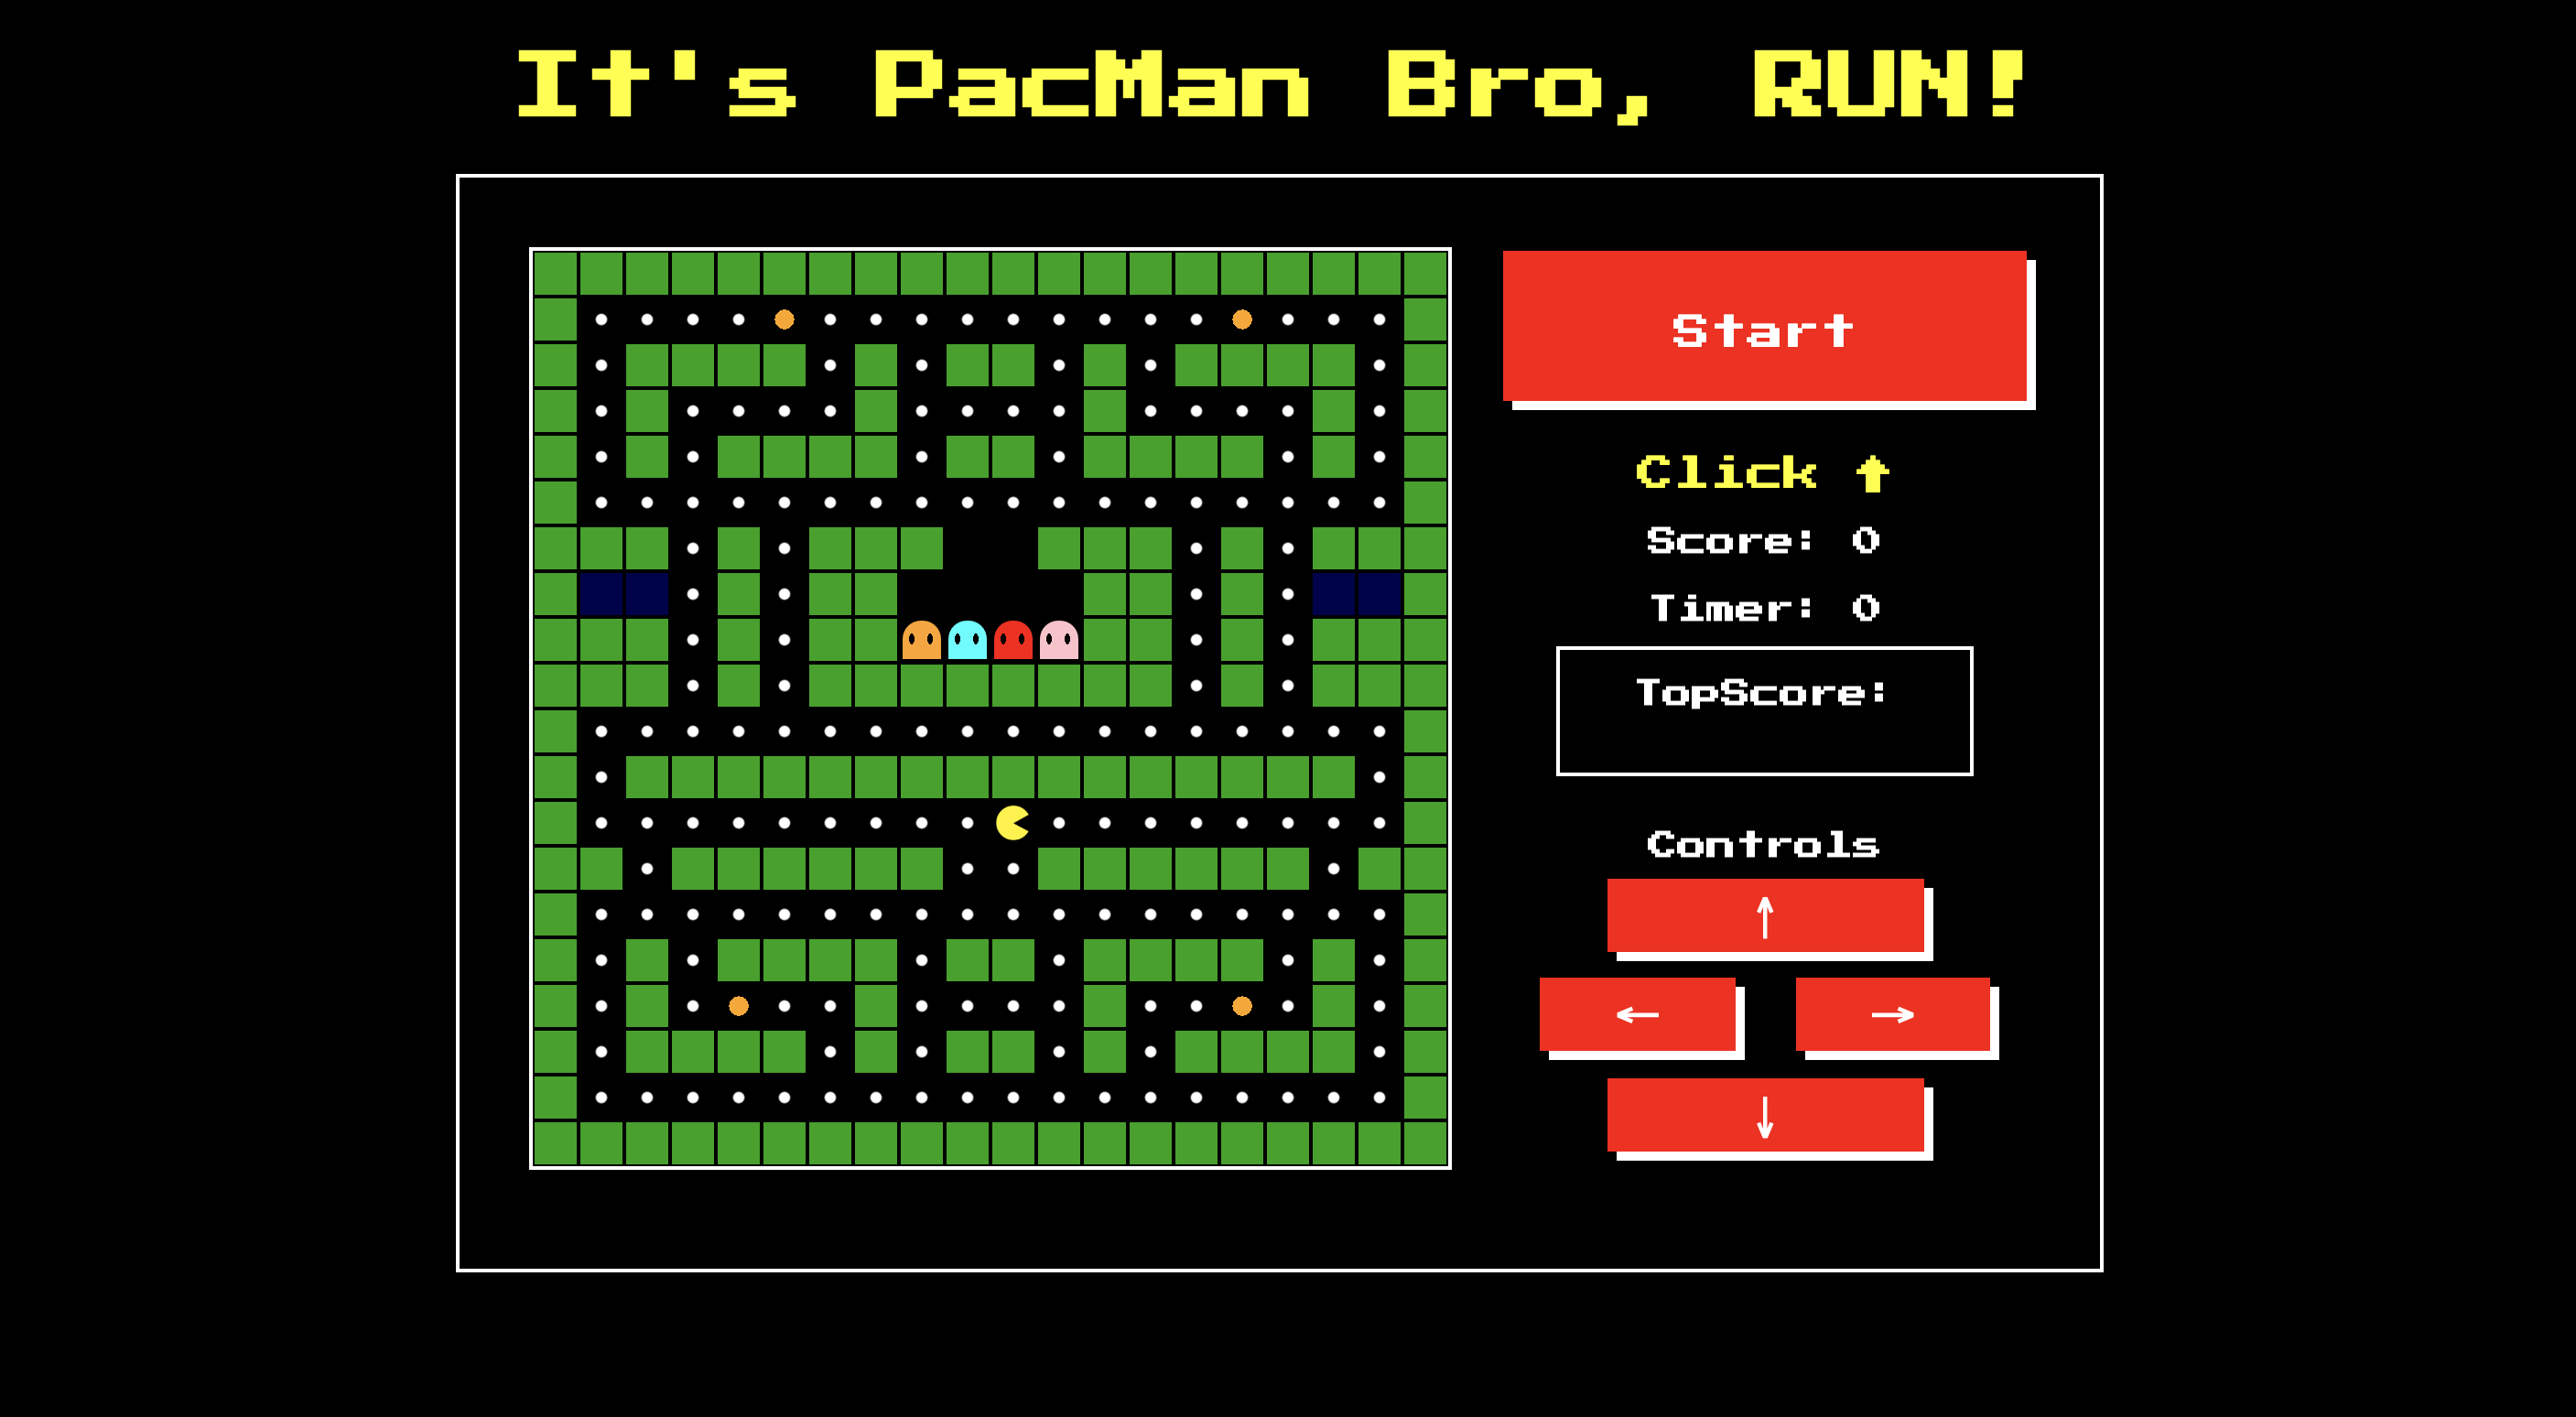 It's PacMan Bro, RUN!
Start
Click ↑
Score: 0
Timer: 0
TopScore:
Controls
↑
← →
↓